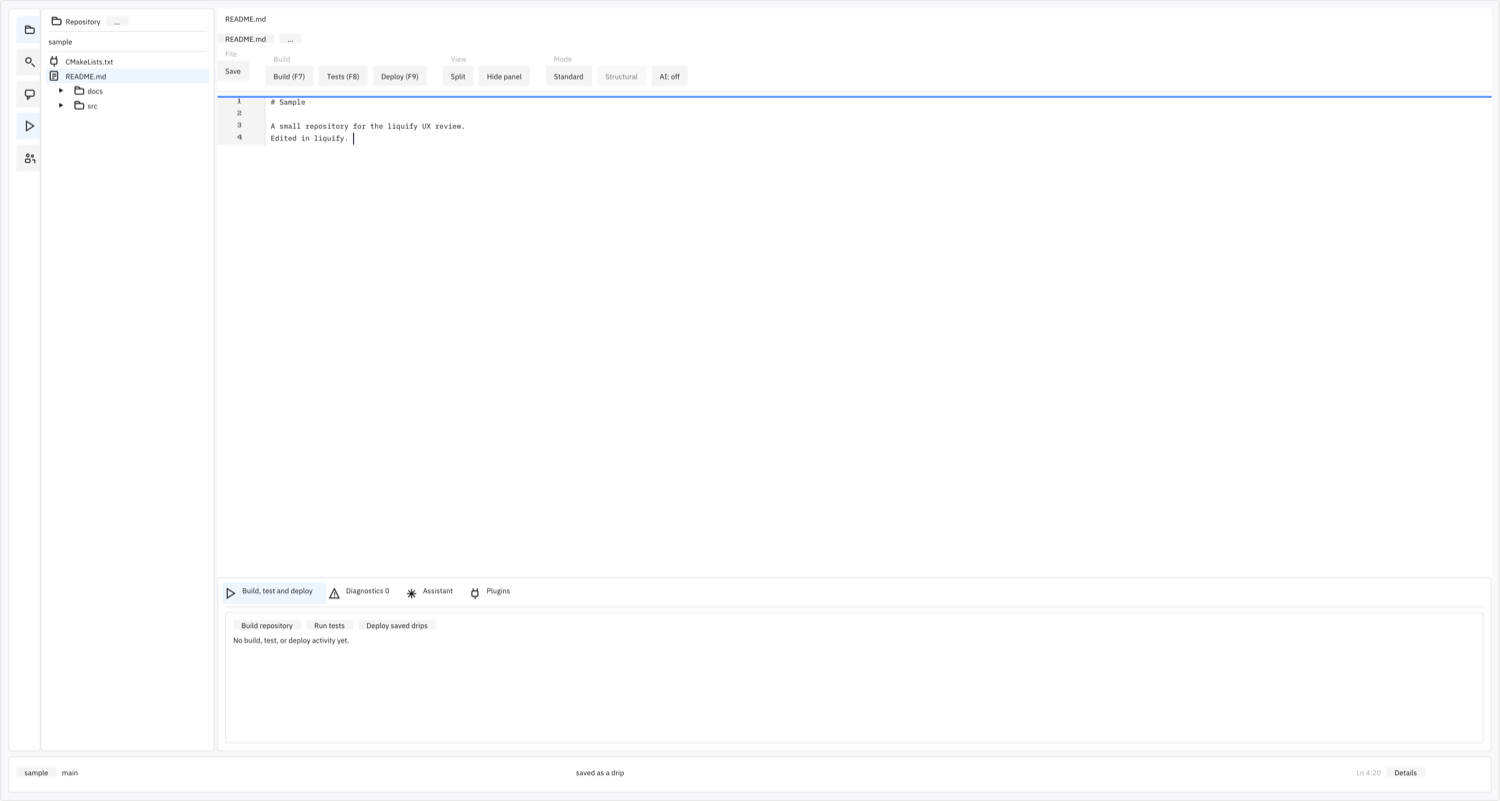 Repository ...
sample
CMakeLists.txt
README.md
docs
src
README.md
README.md ...
File
Save
Build
Build (F7) Tests (F8) Deploy (F9)
View
Split Hide panel
Mode
Standard Structural AI: off
1 # Sample
2
3 A small repository for the liquify UX review.
4 Edited in liquify.
Build, test and deploy Diagnostics 0 Assistant Plugins
Build repository Run tests Deploy saved drips
No build, test, or deploy activity yet.
sample main saved as a drip Ln 4:20 Details